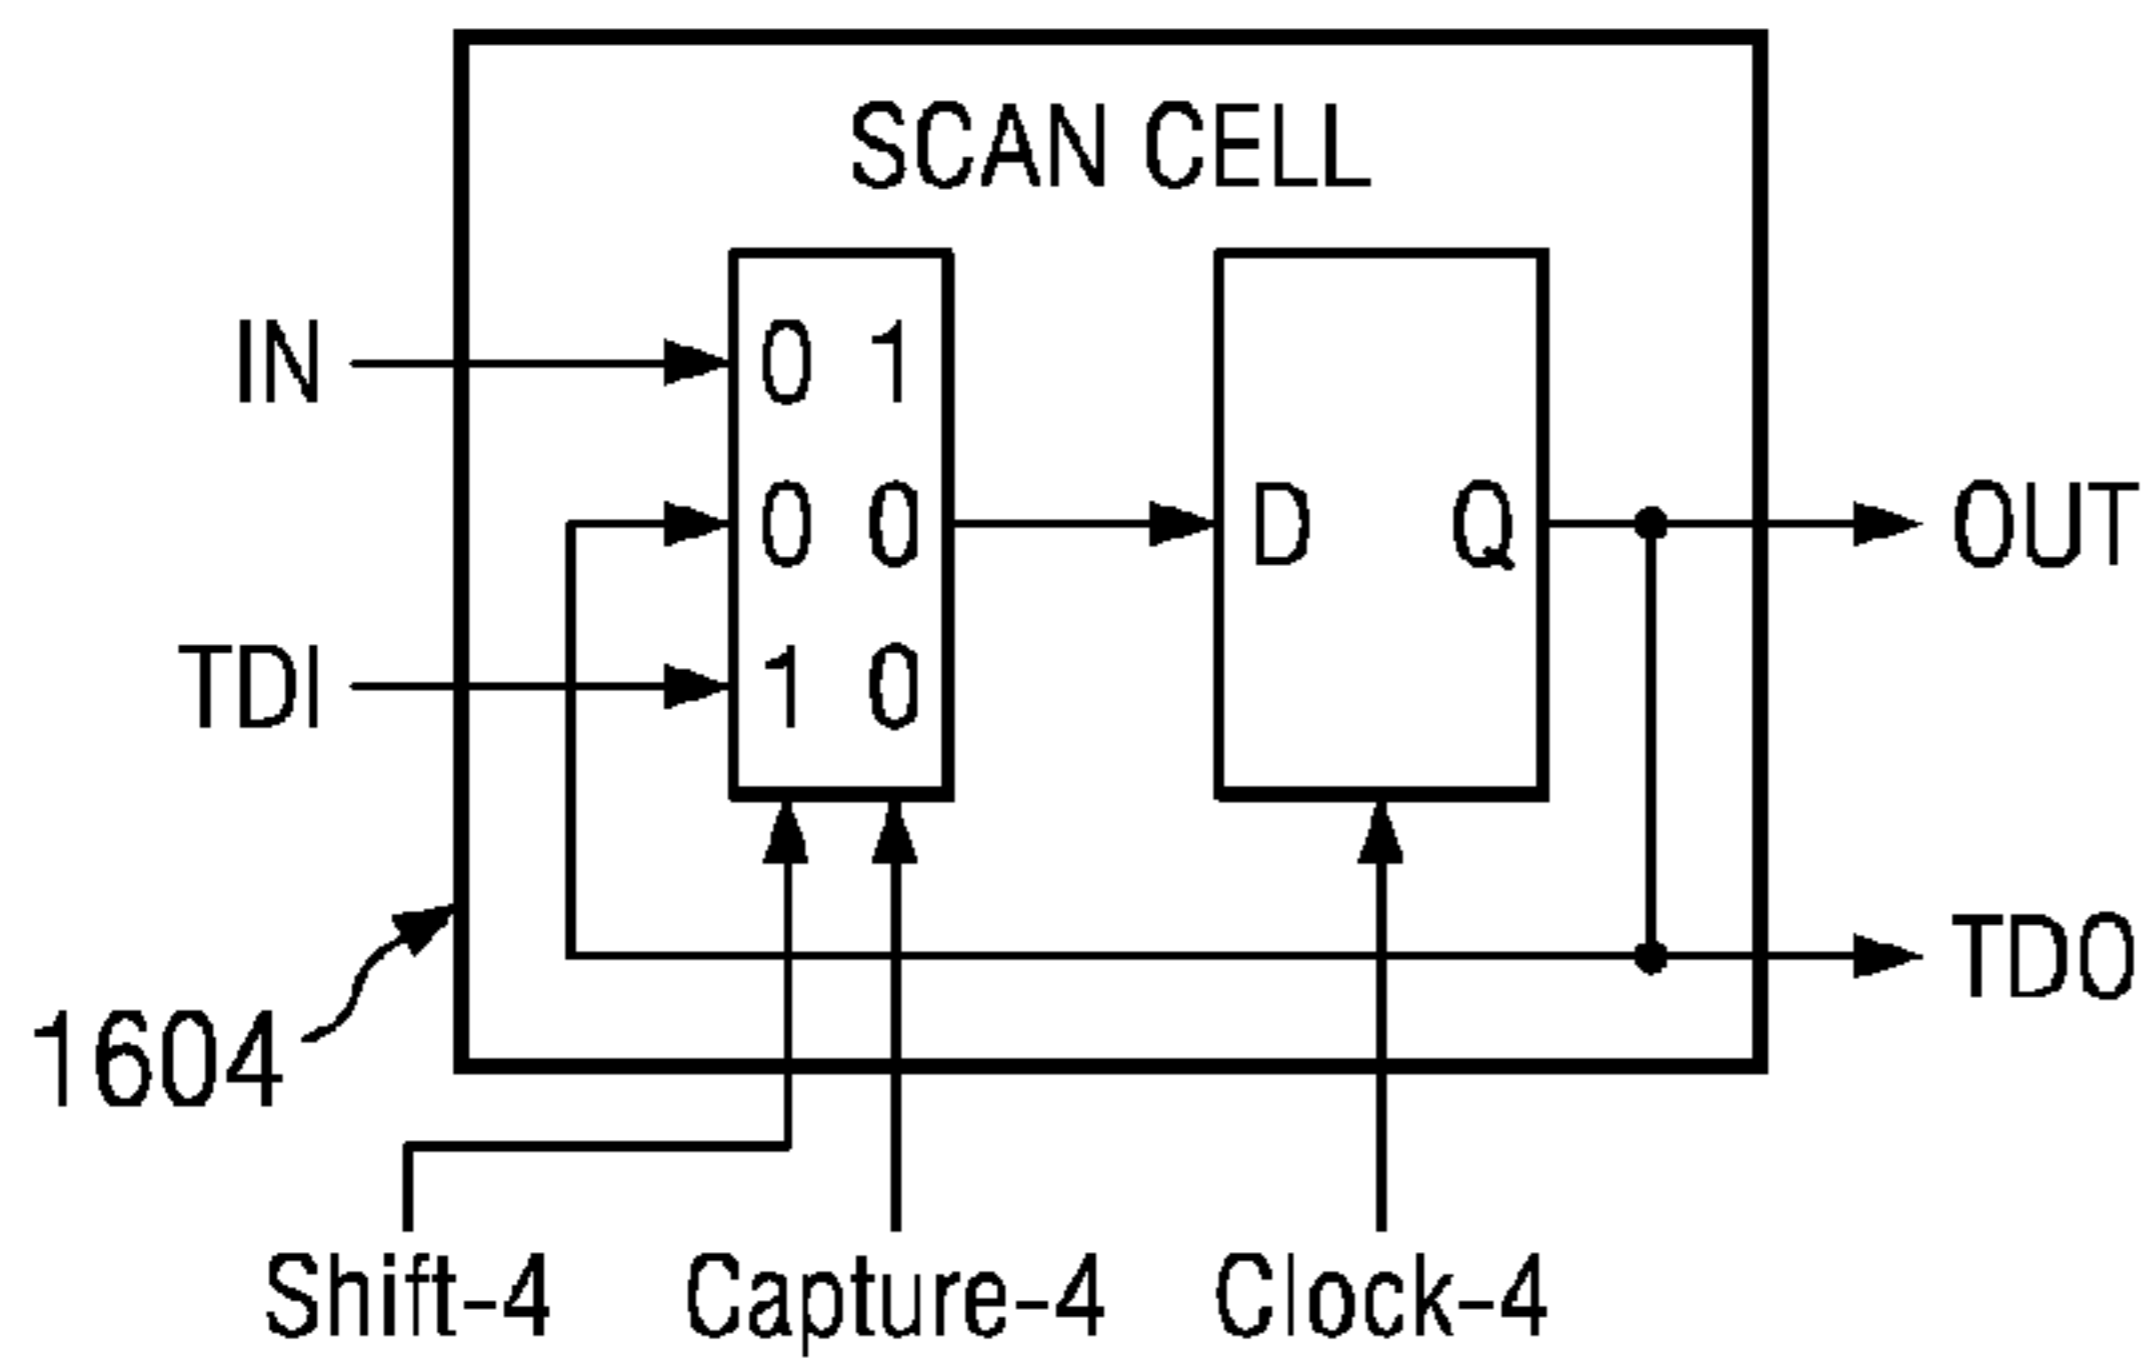 SCAN CELL
IN
0 1
0 0
D Q
OUT
TDI
1 0
TDO
1604
Shift-4
Capture-4
Clock-4